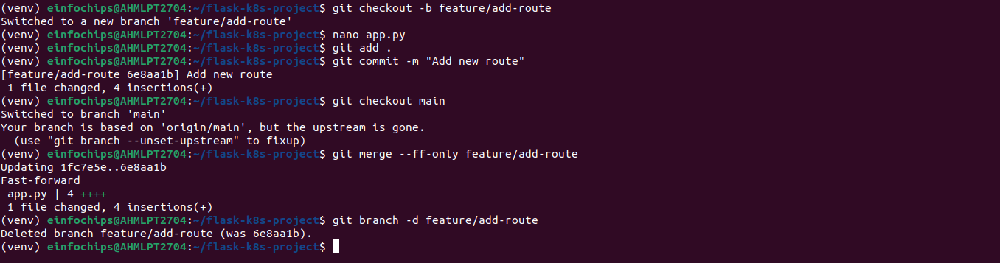 (venv) einfochips@AHMLPT2704:~/flask-k8s-project$ git checkout -b feature/add-route
Switched to a new branch 'feature/add-route'
(venv) einfochips@AHMLPT2704:~/flask-k8s-project$ nano app.py
(venv) einfochips@AHMLPT2704:~/flask-k8s-project$ git add .
(venv) einfochips@AHMLPT2704:~/flask-k8s-project$ git commit -m "Add new route"
[feature/add-route 6e8aa1b] Add new route
 1 file changed, 4 insertions(+)
(venv) einfochips@AHMLPT2704:~/flask-k8s-project$ git checkout main
Switched to branch 'main'
Your branch is based on 'origin/main', but the upstream is gone.
  (use "git branch --unset-upstream" to fixup)
(venv) einfochips@AHMLPT2704:~/flask-k8s-project$ git merge --ff-only feature/add-route
Updating 1fc7e5e..6e8aa1b
Fast-forward
 app.py | 4 ++++
 1 file changed, 4 insertions(+)
(venv) einfochips@AHMLPT2704:~/flask-k8s-project$ git branch -d feature/add-route
Deleted branch feature/add-route (was 6e8aa1b).
(venv) einfochips@AHMLPT2704:~/flask-k8s-project$